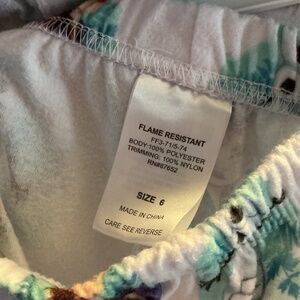 FLAME RESISTANT
FF3-71/5-74
BODY:100% POLYESTER
TRIMMING: 100% NYLON
RN#87652
SIZE 6
MADE IN CHINA
CARE SEE REVERSE